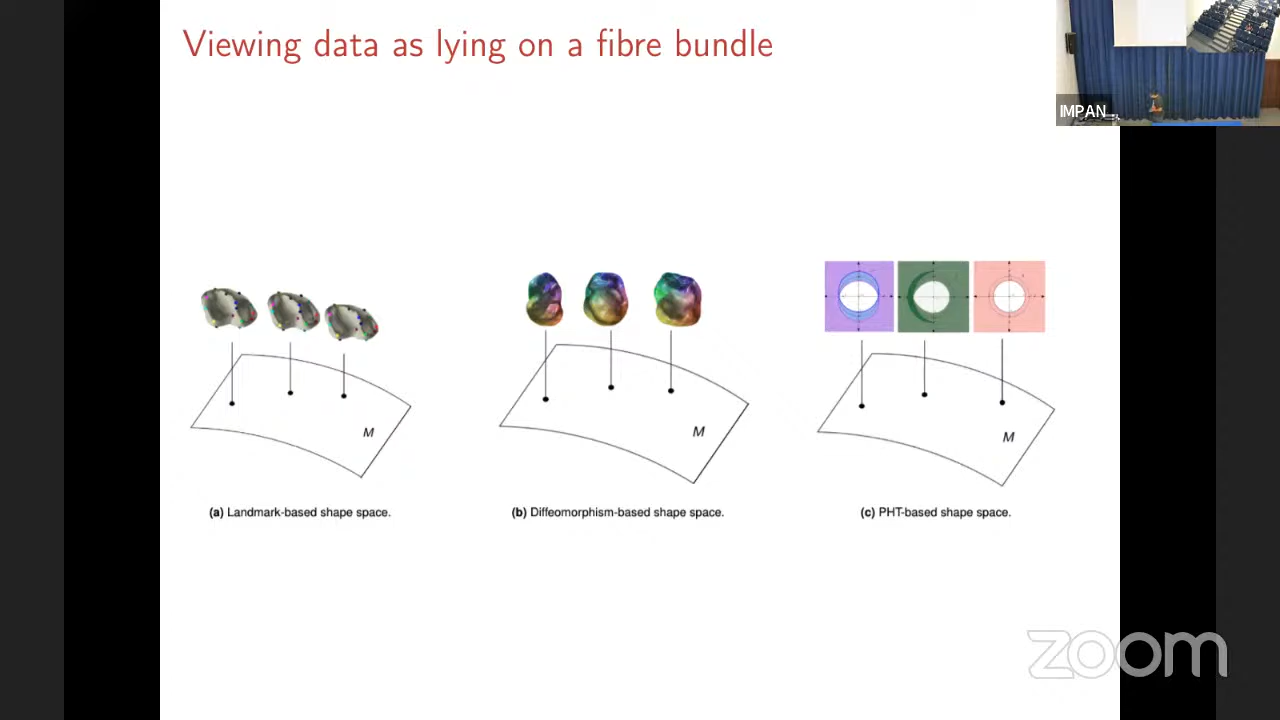 Viewing data as lying on a fibre bundle
IMPAN ...
M
M
M
(a) Landmark-based shape space.
(b) Diffeomorphism-based shape space.
(c) PHT-based shape space.
zoom